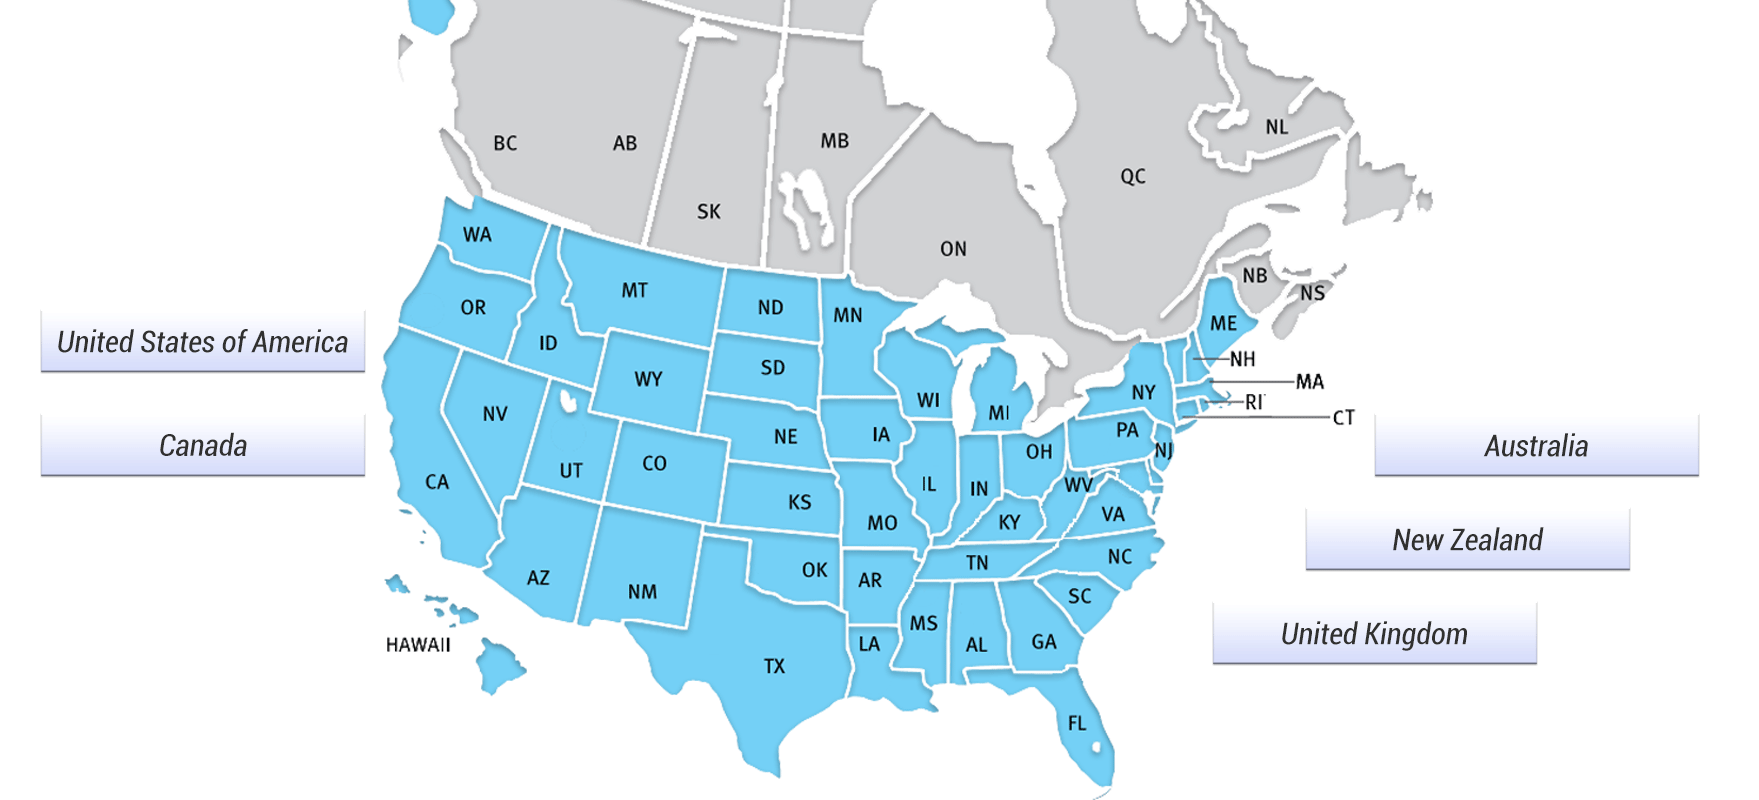 NL
BC
AB
MB
QC
SK
WA
ON
NB
MT
NS
OR
ND
MN
ME
ID
NH
SD
WY
MA
NY
RI
WI
NV
MI
CT
PA
IA
NE
OH
NJ
CO
UT
CA
IL
WV
IN
KS
VA
MO
KY
NC
TN
OK
AZ
AR
NM
SC
MS
GA
AL
LA
HAWAII
TX
FL
United States of America
Canada
Australia
New Zealand
United Kingdom